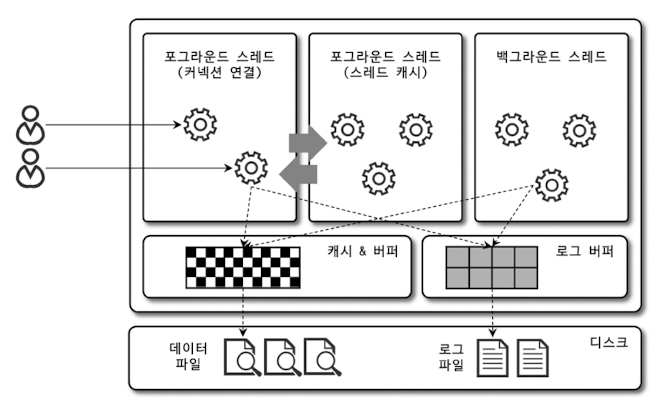 포그라운드 스레드
(커넥션 연결)
포그라운드 스레드
(스레드 캐시)
백그라운드 스레드
캐시 & 버퍼
로그 버퍼
데이터
파일
로그
파일
디스크